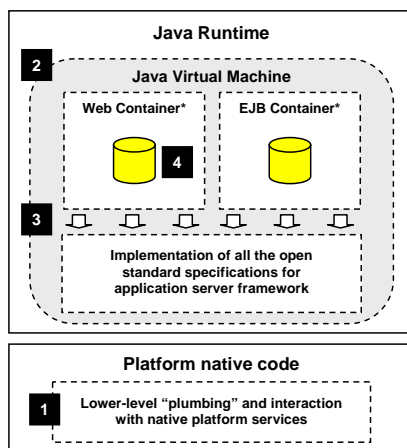 Java Runtime
2
Java Virtual Machine
Web Container*
EJB Container*
4
3
Implementation of all the open
standard specifications for
application server framework
Platform native code
1
Lower-level “plumbing” and interaction
with native platform services